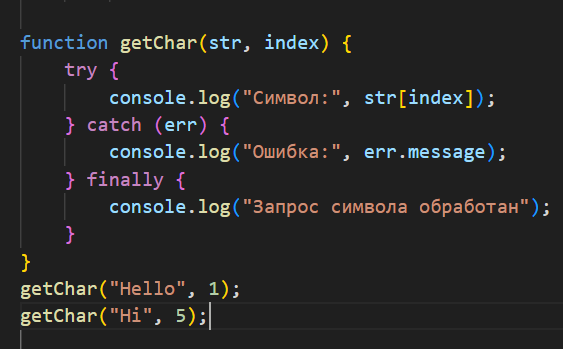 function getChar(str, index) {
    try {
        console.log("Символ:", str[index]);
    } catch (err) {
        console.log("Ошибка:", err.message);
    } finally {
        console.log("Запрос символа обработан");
    }
}
getChar("Hello", 1);
getChar("Hi", 5);